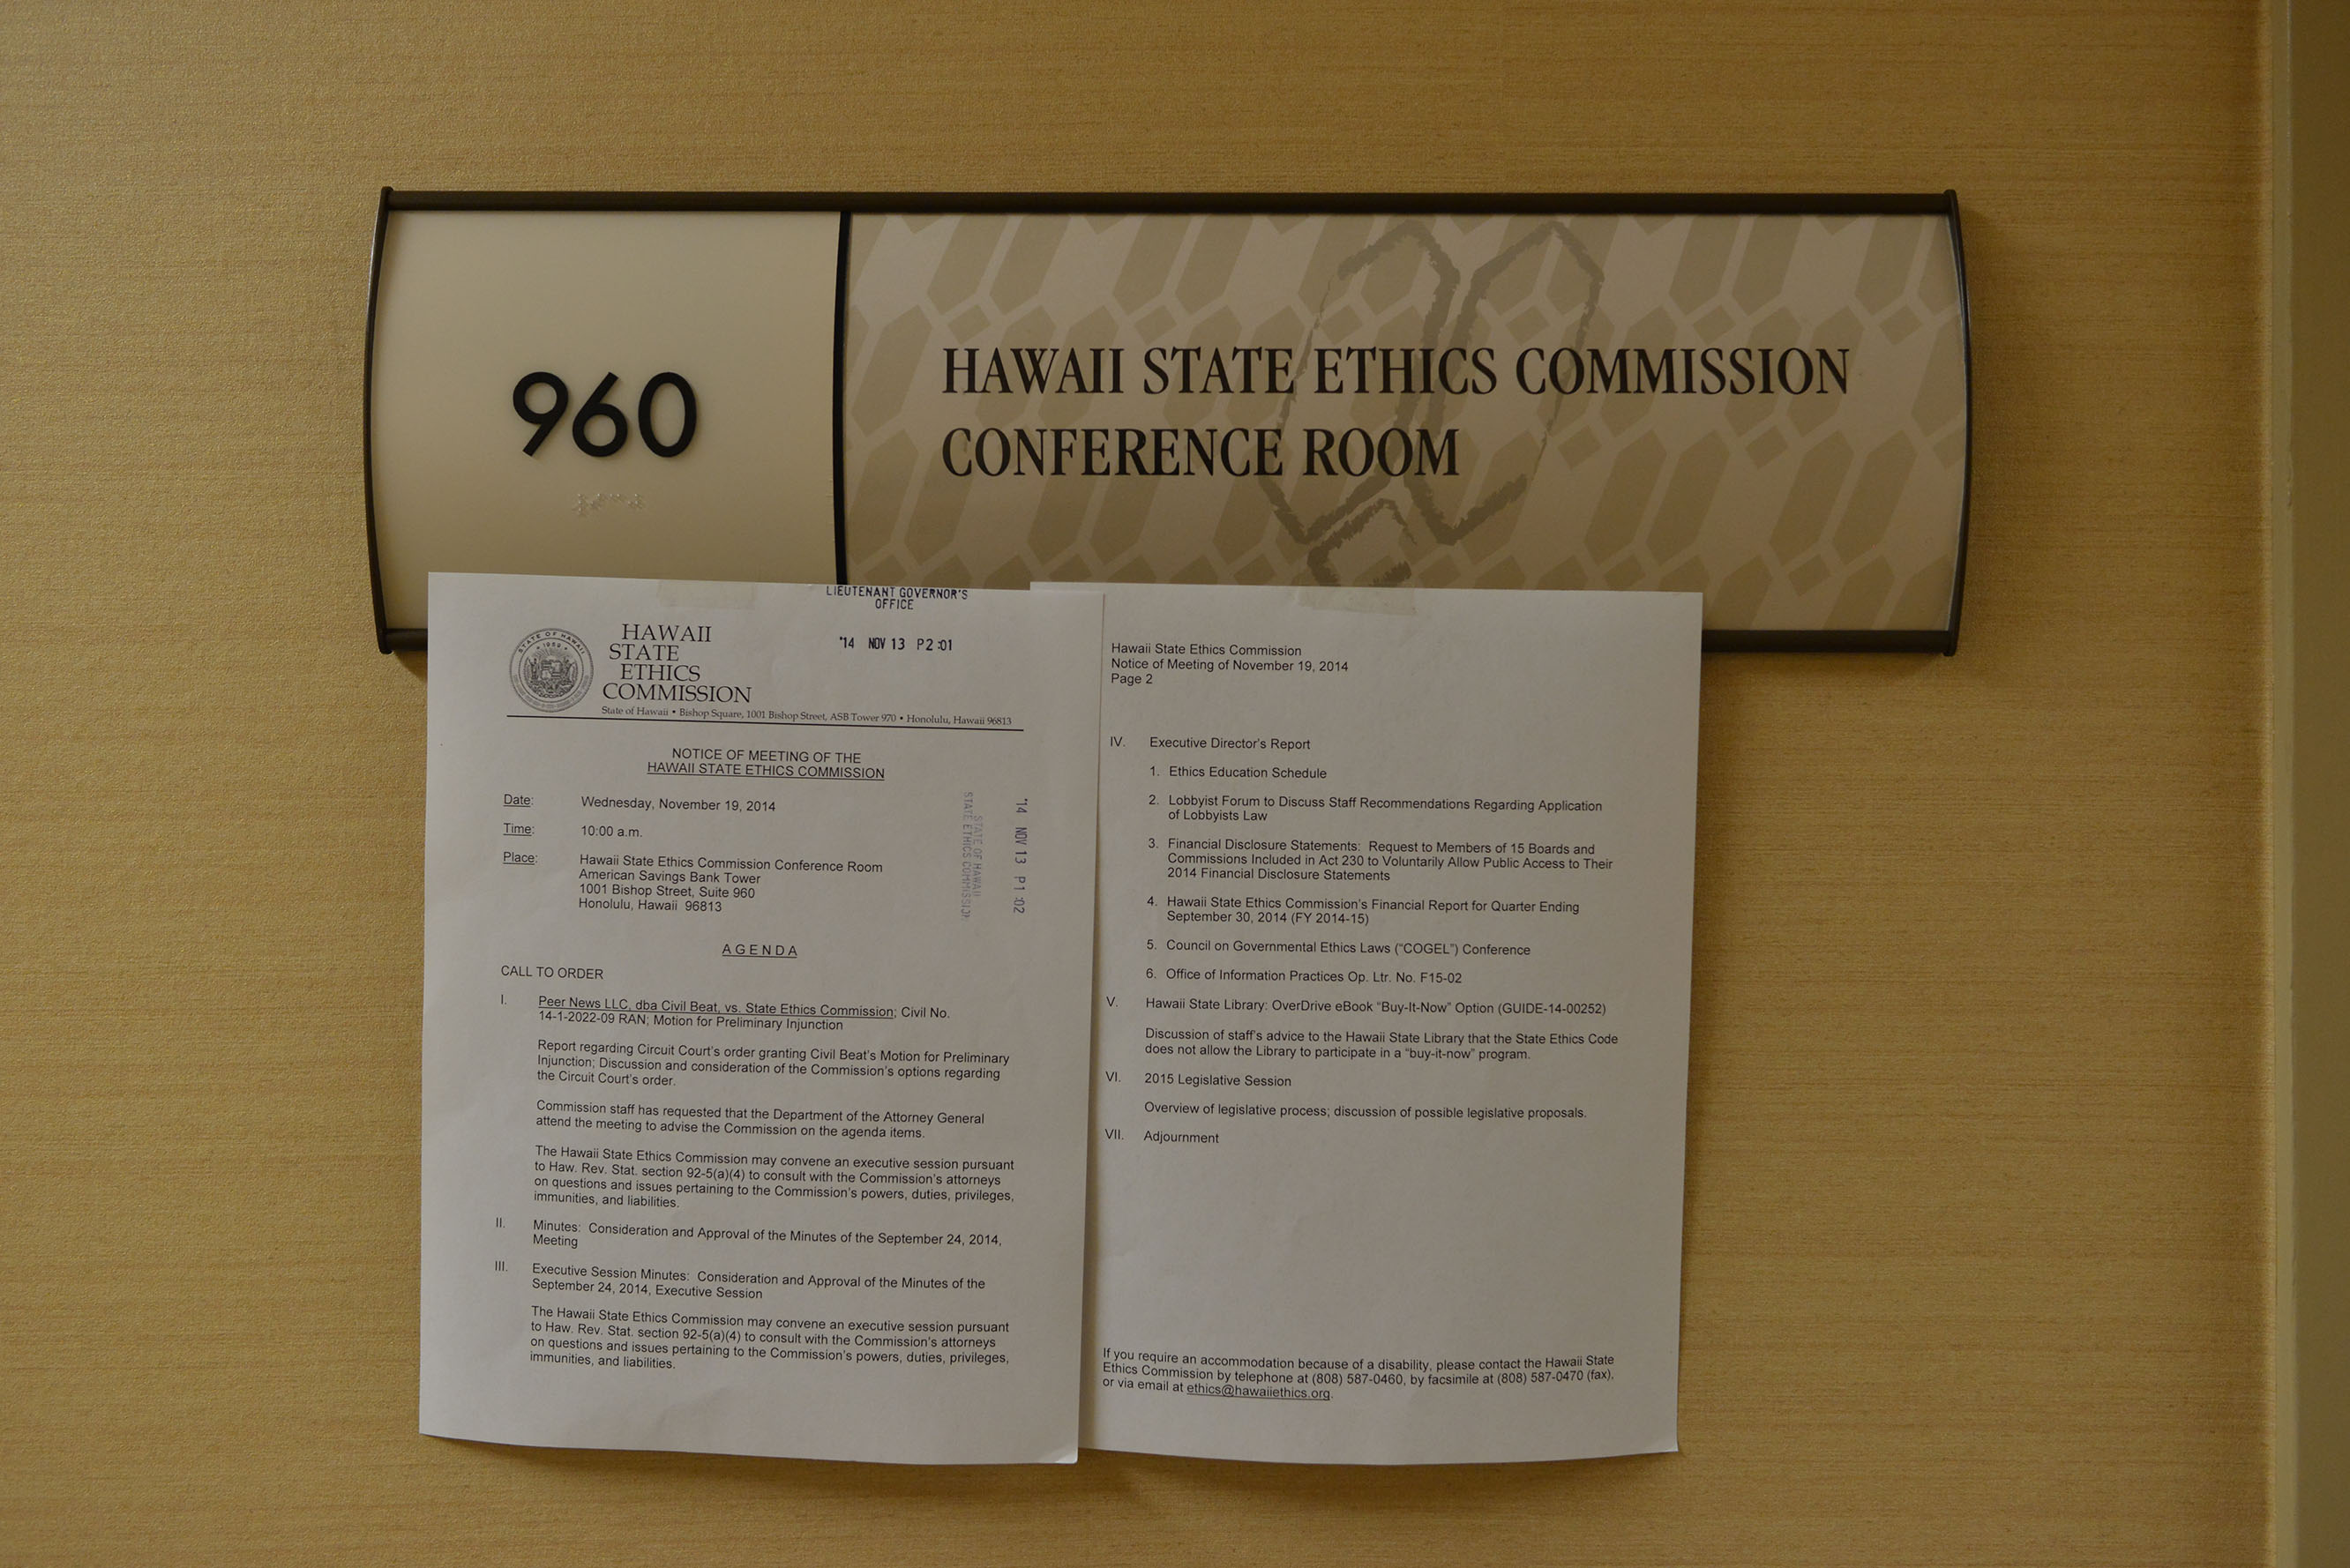 960
HAWAII STATE ETHICS COMMISSION
CONFERENCE ROOM
LIEUTENANT GOVERNOR'S
OFFICE
'14 NOV 13 P2:01
HAWAII
STATE
ETHICS
COMMISSION
State of Hawaii • Bishop Square, 1001 Bishop Street, ASB Tower 970 • Honolulu, Hawaii 96813
NOTICE OF MEETING OF THE
HAWAII STATE ETHICS COMMISSION
Date: Wednesday, November 19, 2014
Time: 10:00 a.m.
Place: Hawaii State Ethics Commission Conference Room
American Savings Bank Tower
1001 Bishop Street, Suite 960
Honolulu, Hawaii 96813
'14 NOV 13 P1:02
STATE OF HAWAII
STATE ETHICS COMMISSION
AGENDA
CALL TO ORDER
I. Peer News LLC, dba Civil Beat, vs. State Ethics Commission; Civil No.
14-1-2022-09 RAN; Motion for Preliminary Injunction
Report regarding Circuit Court's order granting Civil Beat's Motion for Preliminary
Injunction; Discussion and consideration of the Commission's options regarding
the Circuit Court's order.
Commission staff has requested that the Department of the Attorney General
attend the meeting to advise the Commission on the agenda items.
The Hawaii State Ethics Commission may convene an executive session pursuant
to Haw. Rev. Stat. section 92-5(a)(4) to consult with the Commission's attorneys
on questions and issues pertaining to the Commission's powers, duties, privileges,
immunities, and liabilities.
II. Minutes: Consideration and Approval of the Minutes of the September 24, 2014,
Meeting
III. Executive Session Minutes: Consideration and Approval of the Minutes of the
September 24, 2014, Executive Session
The Hawaii State Ethics Commission may convene an executive session pursuant
to Haw. Rev. Stat. section 92-5(a)(4) to consult with the Commission's attorneys
on questions and issues pertaining to the Commission's powers, duties, privileges,
immunities, and liabilities.
Hawaii State Ethics Commission
Notice of Meeting of November 19, 2014
Page 2
IV. Executive Director's Report
1. Ethics Education Schedule
2. Lobbyist Forum to Discuss Staff Recommendations Regarding Application
of Lobbyists Law
3. Financial Disclosure Statements: Request to Members of 15 Boards and
Commissions Included in Act 230 to Voluntarily Allow Public Access to Their
2014 Financial Disclosure Statements
4. Hawaii State Ethics Commission's Financial Report for Quarter Ending
September 30, 2014 (FY 2014-15)
5. Council on Governmental Ethics Laws ("COGEL") Conference
6. Office of Information Practices Op. Ltr. No. F15-02
V. Hawaii State Library: OverDrive eBook "Buy-It-Now" Option (GUIDE-14-00252)
Discussion of staff's advice to the Hawaii State Library that the State Ethics Code
does not allow the Library to participate in a "buy-it-now" program.
VI. 2015 Legislative Session
Overview of legislative process; discussion of possible legislative proposals.
VII. Adjournment
If you require an accommodation because of a disability, please contact the Hawaii State
Ethics Commission by telephone at (808) 587-0460, by facsimile at (808) 587-0470 (fax),
or via email at ethics@hawaiiethics.org.